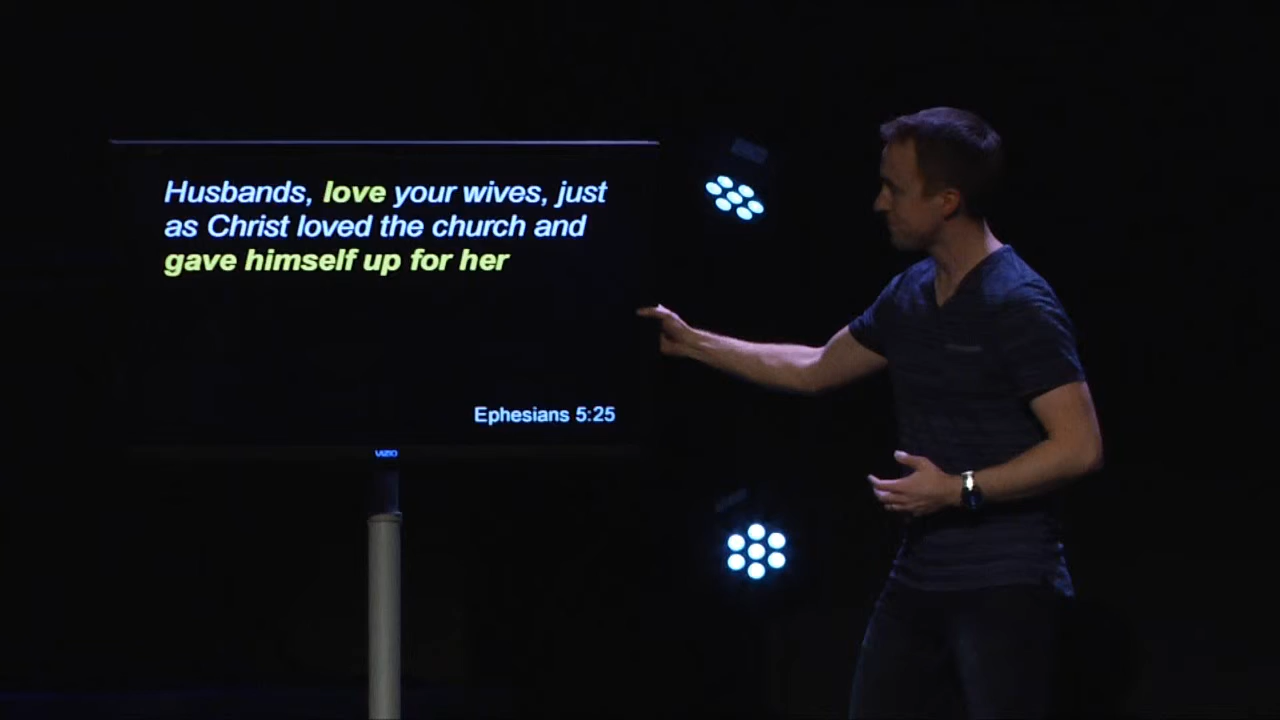 Husbands, love your wives, just
as Christ loved the church and
gave himself up for her
Ephesians 5:25
VIZIO